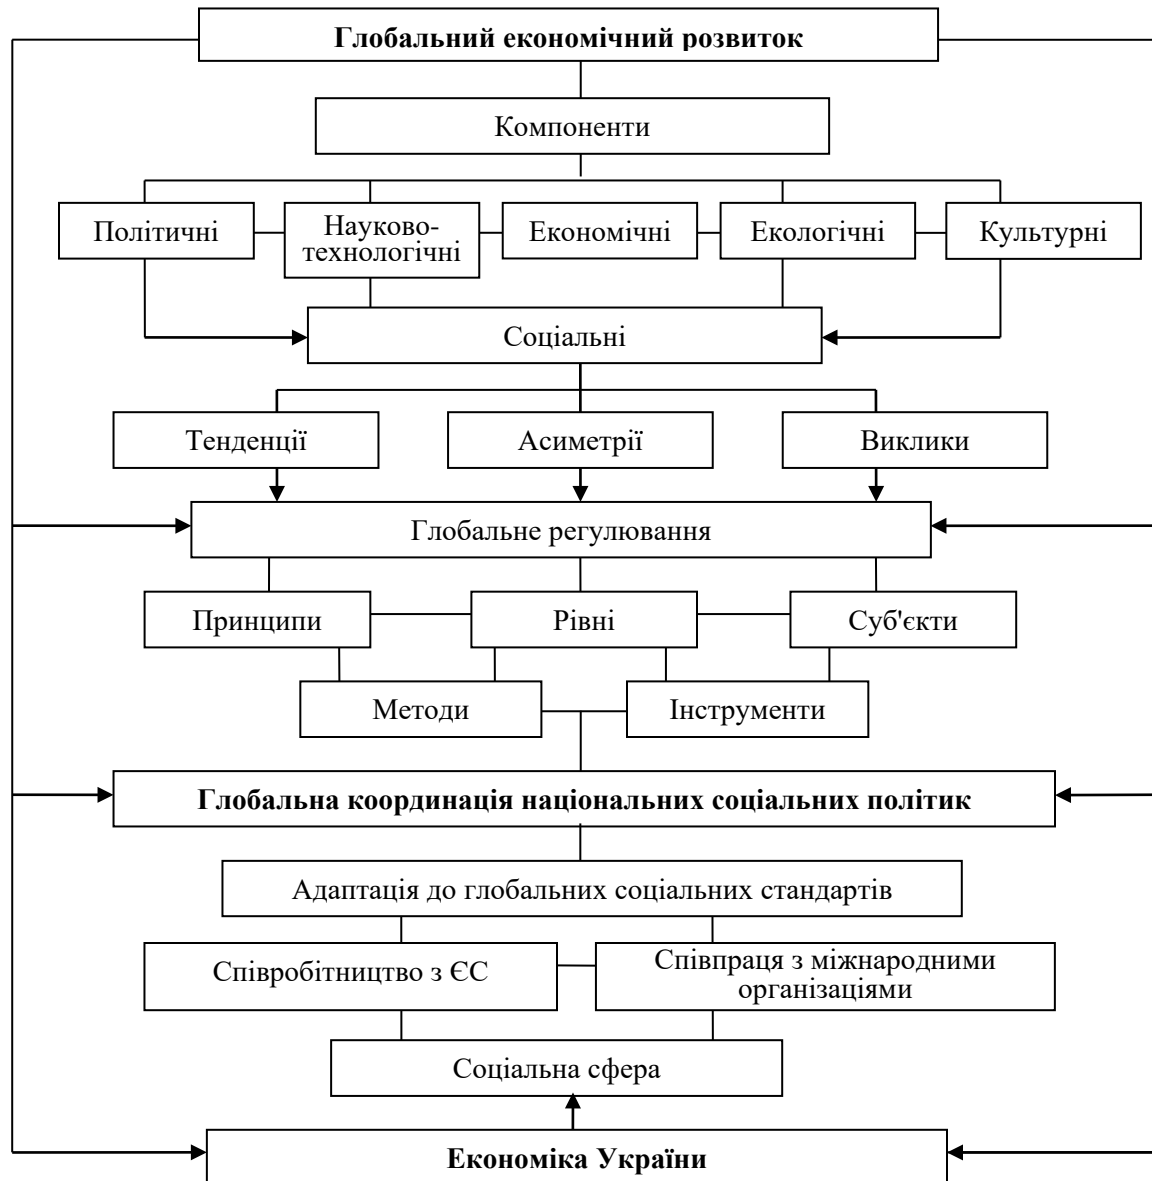 Глобальний економічний розвиток
Компоненти
Політичні
Науково-
технологічні
Економічні
Екологічні
Культурні
Соціальні
Тенденції
Асиметрії
Виклики
Глобальне регулювання
Принципи
Рівні
Суб'єкти
Методи
Інструменти
Глобальна координація національних соціальних політик
Адаптація до глобальних соціальних стандартів
Співробітництво з ЄС
Співпраця з міжнародними
організаціями
Соціальна сфера
Економіка України